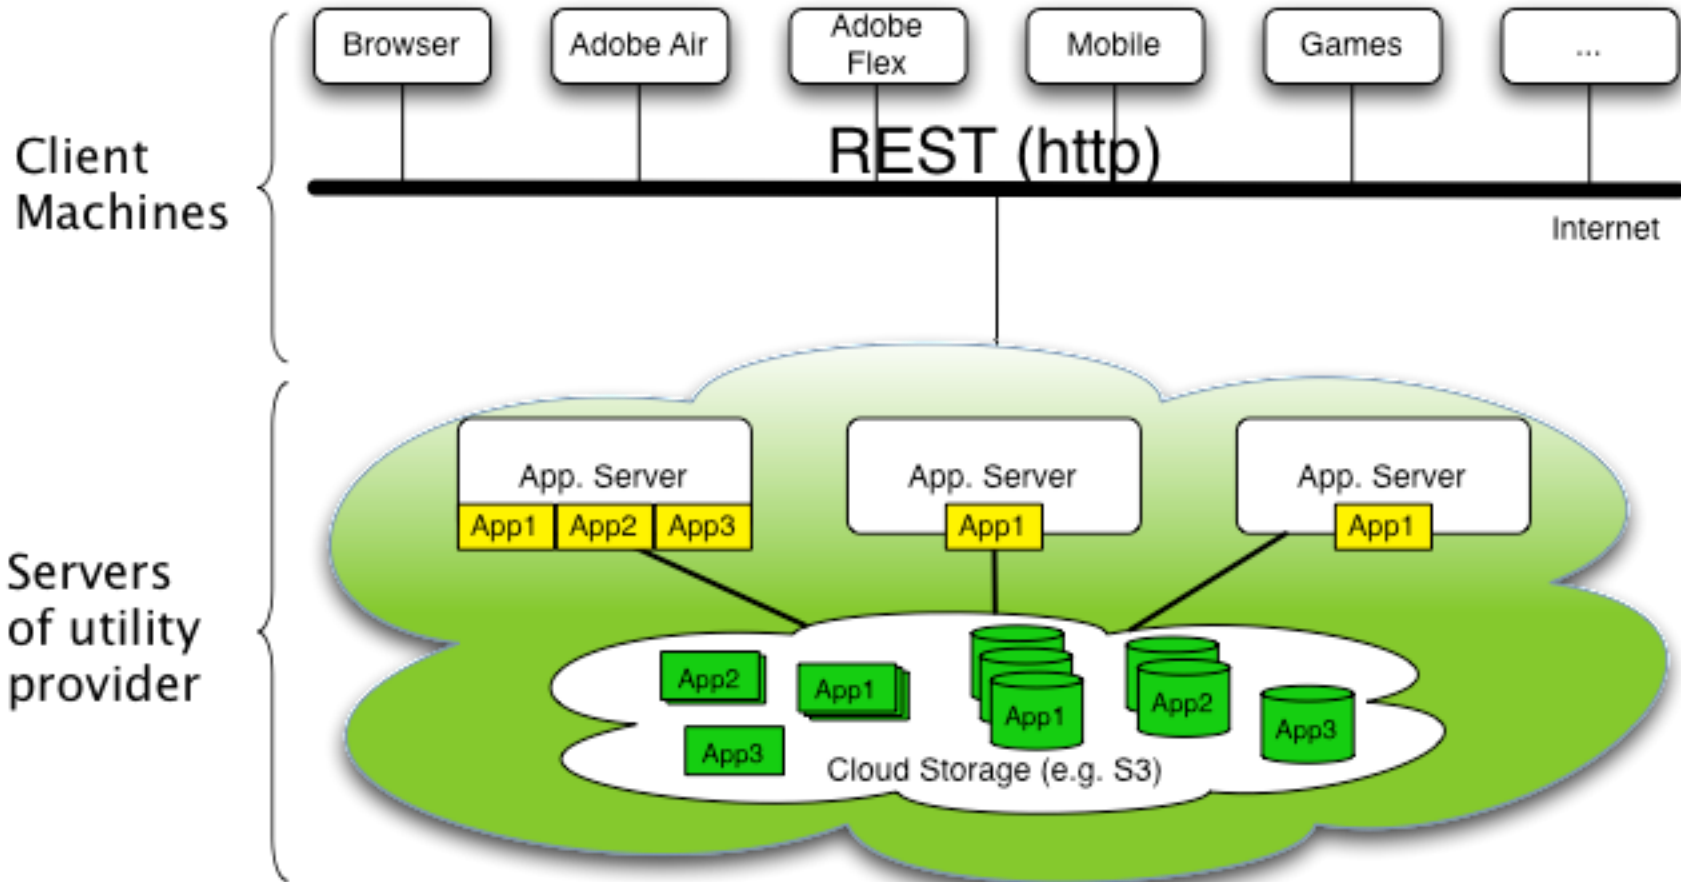 Browser
Adobe Air
Adobe
Flex
Mobile
Games
...
Client
Machines
REST (http)
Internet
App. Server
App. Server
App. Server
App1
App2
App3
App1
App1
Servers
of utility
provider
App2
App1
App3
App1
App2
App3
Cloud Storage (e.g. S3)